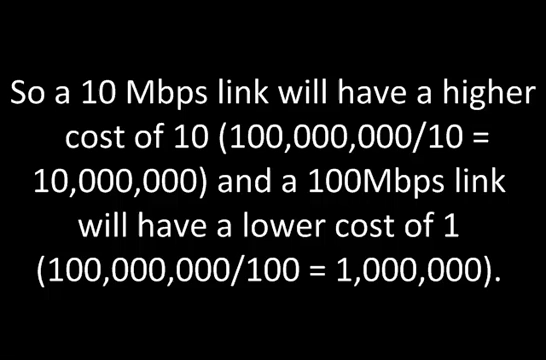 So a 10 Mbps link will have a higher
cost of 10 (100,000,000/10 =
10,000,000) and a 100Mbps link
will have a lower cost of 1
(100,000,000/100 = 1,000,000).